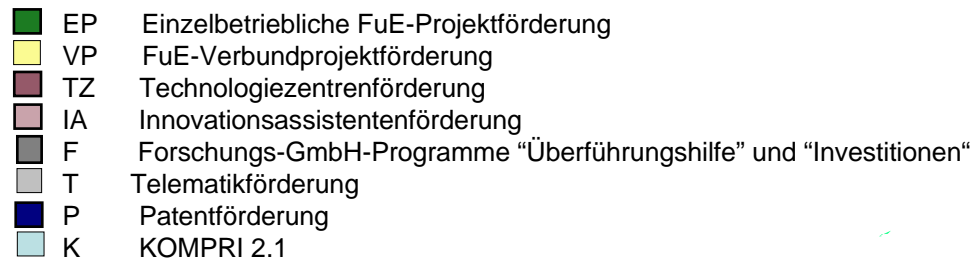 EP Einzelbetriebliche FuE-Projektförderung
VP FuE-Verbundprojektförderung
TZ Technologiezentrenförderung
IA Innovationsassistentenförderung
F Forschungs-GmbH-Programme “Überführungshilfe” und “Investitionen“
T Telematikförderung
P Patentförderung
K KOMPRI 2.1